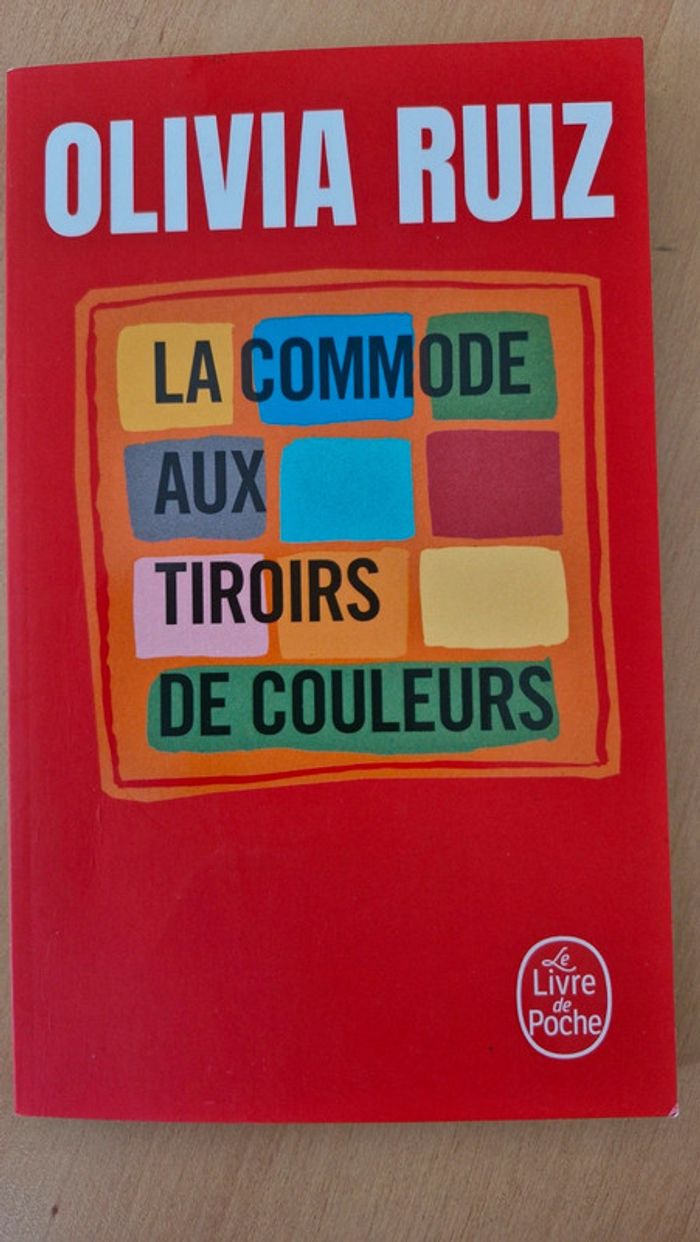 OLIVIA RUIZ
LA COMMODE
AUX
TIROIRS
DE COULEURS
Le
Livre
de
Poche